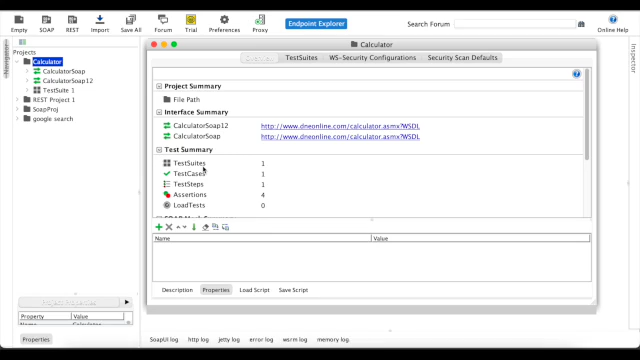 Empty SOAP REST Import Save All Forum Trial Preferences Proxy Endpoint Explorer Search Forum Online Help
Navigator
Projects
Calculator
CalculatorSoap
CalculatorSoap12
TestSuite 1
REST Project 1
SoapProj
google search
Calculator
Overview TestSuites WS-Security Configurations Security Scan Defaults
Project Summary
File Path
Interface Summary
CalculatorSoap12 http://www.dneonline.com/calculator.asmx?WSDL
CalculatorSoap http://www.dneonline.com/calculator.asmx?WSDL
Test Summary
TestSuites 1
TestCases 1
TestSteps 1
Assertions 4
LoadTests 0
Name Value
Description Properties Load Script Save Script
Project Properties
Property Value
Name Calculator
Properties
SoapUI log http log jetty log error log wsrm log memory log
Inspector